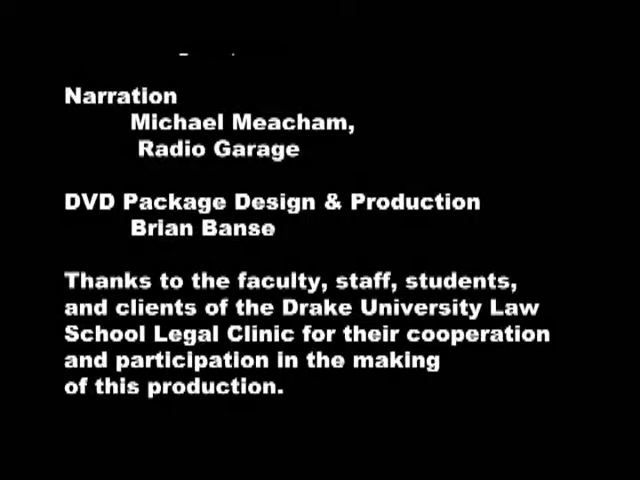 Narration
Michael Meacham,
Radio Garage
DVD Package Design & Production
Brian Banse
Thanks to the faculty, staff, students,
and clients of the Drake University Law
School Legal Clinic for their cooperation
and participation in the making
of this production.